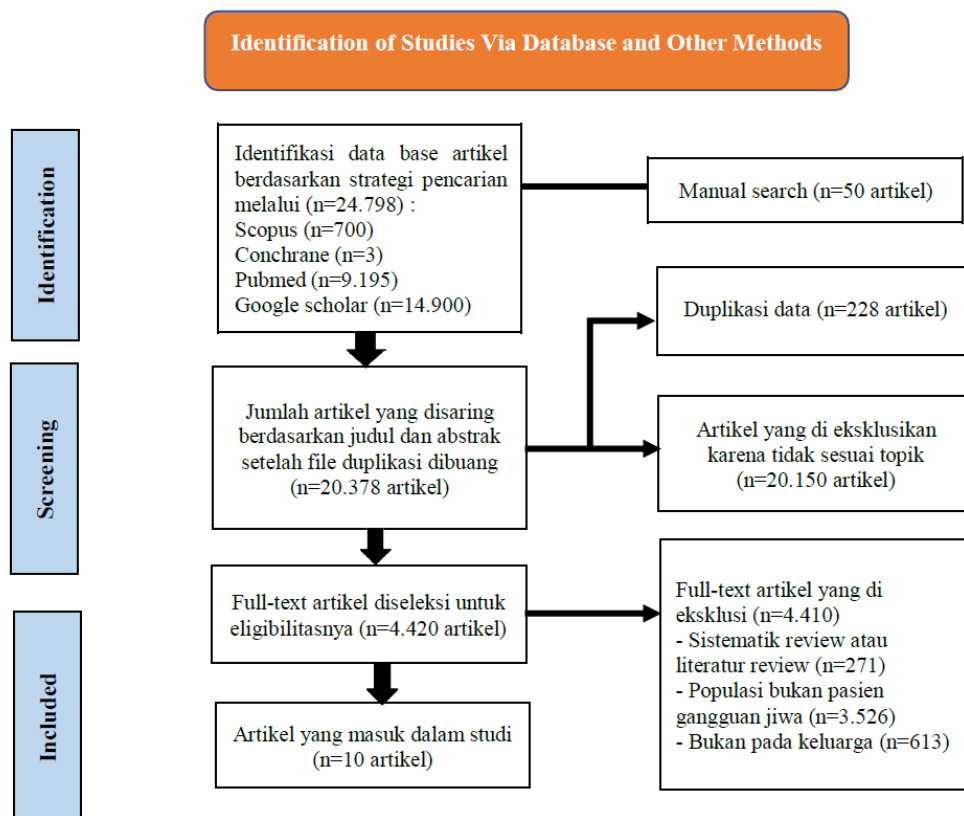 Identification of Studies Via Database and Other Methods
Identification
Identifikasi data base artikel
berdasarkan strategi pencarian
melalui (n=24.798) :
Scopus (n=700)
Conchrane (n=3)
Pubmed (n=9.195)
Google scholar (n=14.900)
Manual search (n=50 artikel)
Duplikasi data (n=228 artikel)
Screening
Jumlah artikel yang disaring
berdasarkan judul dan abstrak
setelah file duplikasi dibuang
(n=20.378 artikel)
Artikel yang di eksklusikan
karena tidak sesuai topik
(n=20.150 artikel)
Included
Full-text artikel diseleksi untuk
eligibilitasnya (n=4.420 artikel)
Full-text artikel yang di
eksklusi (n=4.410)
- Sistematik review atau
literatur review (n=271)
- Populasi bukan pasien
gangguan jiwa (n=3.526)
- Bukan pada keluarga (n=613)
Artikel yang masuk dalam studi
(n=10 artikel)